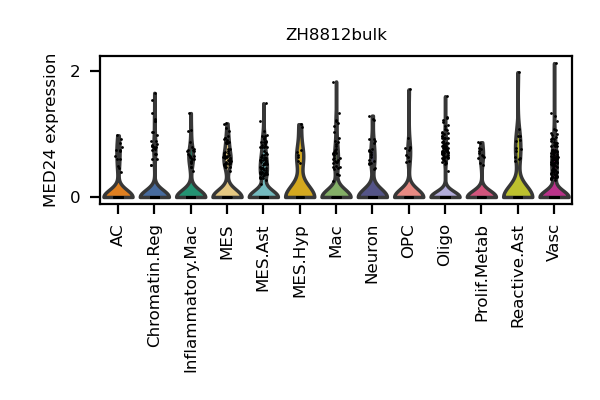 ZH8812bulk
MED24 expression
2
0
AC
Chromatin.Reg
Inflammatory.Mac
MES
MES.Ast
MES.Hyp
Mac
Neuron
OPC
Oligo
Prolif.Metab
Reactive.Ast
Vasc